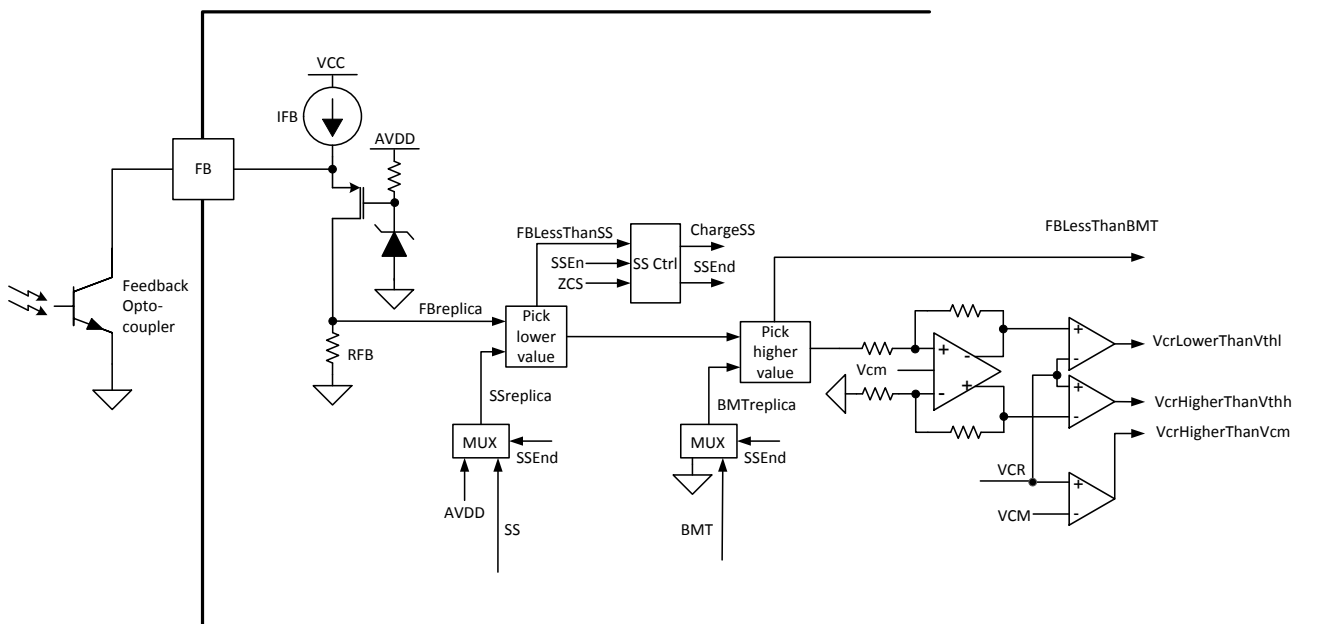 VCC
IFB
AVDD
FB
Feedback
Opto-
coupler
FBreplica
RFB
FBLessThanSS
SSEn
ZCS
SS Ctrl
ChargeSS
SSEnd
Pick
lower
value
SSreplica
MUX
SSEnd
AVDD
SS
FBLessThanBMT
Pick
higher
value
BMTreplica
MUX
SSEnd
BMT
Vcm
+
-
-
+
+
-
VcrLowerThanVthl
+
-
VcrHigherThanVthh
VcrHigherThanVcm
VCR
+
VCM
-